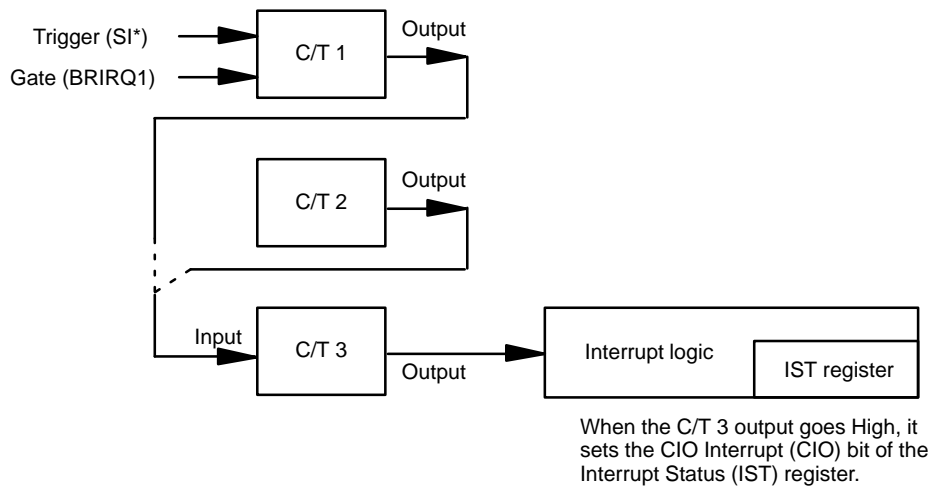 Trigger (SI*)
Gate (BRIRQ1)
C/T 1
Output
C/T 2
Output
Input
C/T 3
Output
Interrupt logic
IST register
When the C/T 3 output goes High, it
sets the CIO Interrupt (CIO) bit of the
Interrupt Status (IST) register.